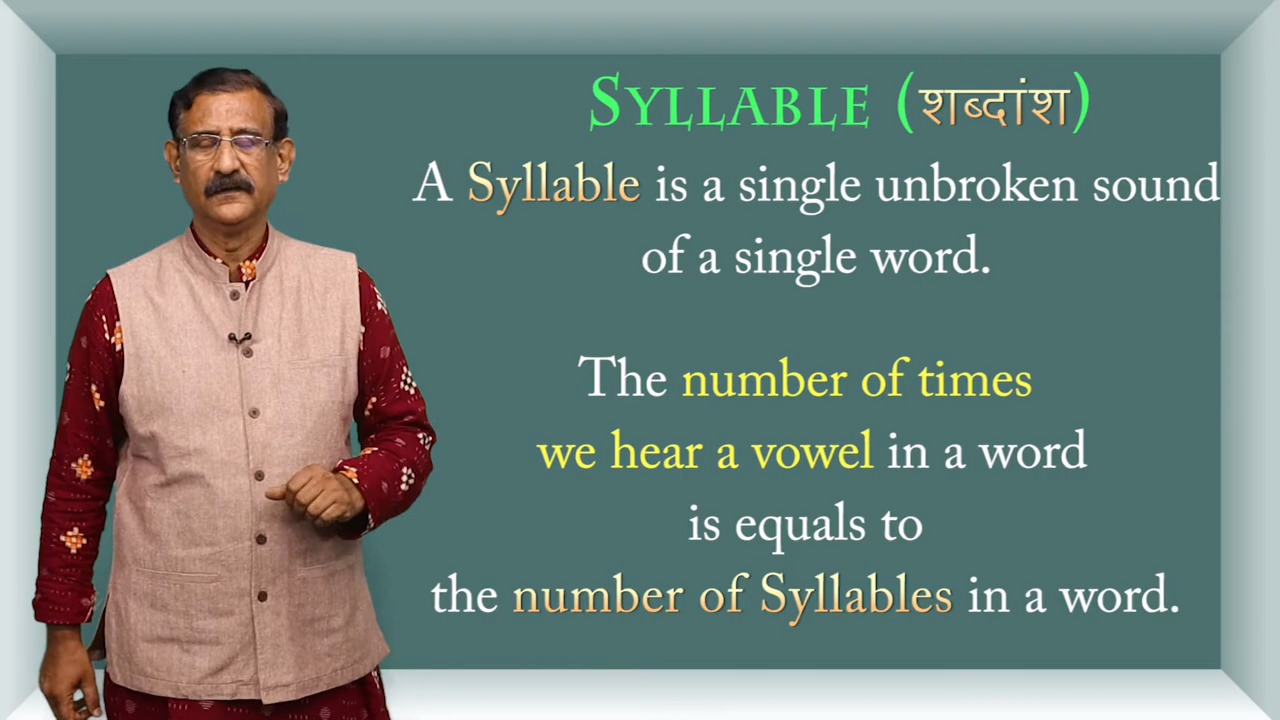 SYLLABLE (शब्दांश)
A Syllable is a single unbroken sound
of a single word.
The number of times
we hear a vowel in a word
is equals to
the number of Syllables in a word.